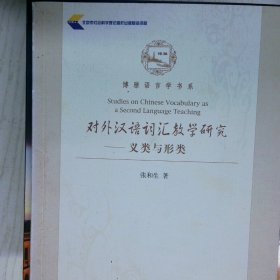 博雅语言学书系
Studies on Chinese Vocabulary as
a Second Language Teaching
对外汉语词汇教学研究
——义类与形类
张和生 著